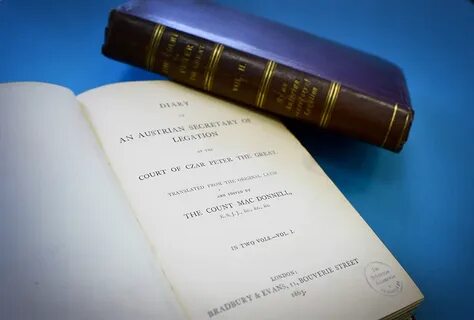 DIARY
OF
AN AUSTRIAN SECRETARY OF
LEGATION
AT THE
COURT OF CZAR PETER THE GREAT.
TRANSLATED FROM THE ORIGINAL LATIN
AND EDITED BY
THE COUNT MAC DONNELL,
IN TWO VOLS.—VOL. I.
LONDON:
BRADBURY & EVANS, 11, BOUVERIE STREET
1863.
VOL. II.